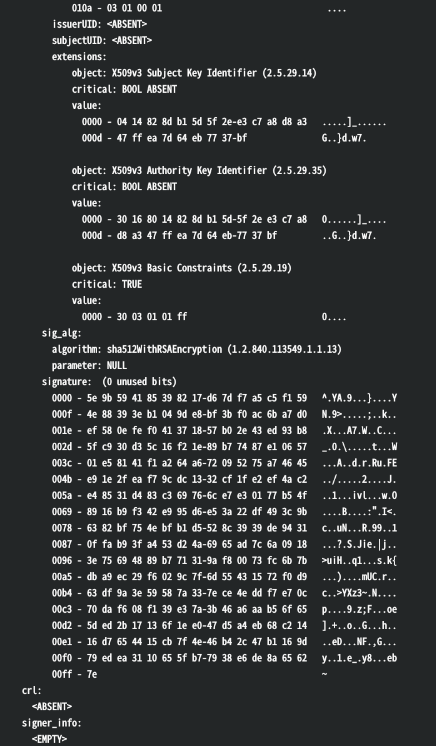 010a - 03 01 00 01 ....
issuerUID: <ABSENT>
subjectUID: <ABSENT>
extensions:
object: X509v3 Subject Key Identifier (2.5.29.14)
critical: BOOL ABSENT
value:
0000 - 04 14 82 8d b1 5d 5f 2e-e3 c7 a8 d8 a3 .....]_......
000d - 47 ff ea 7d 64 eb 77 37-bf G..}d.w7.
object: X509v3 Authority Key Identifier (2.5.29.35)
critical: BOOL ABSENT
value:
0000 - 30 16 80 14 82 8d b1 5d-5f 2e e3 c7 a8 0......]_....
000d - d8 a3 47 ff ea 7d 64 eb-77 37 bf ..G..}d.w7.
object: X509v3 Basic Constraints (2.5.29.19)
critical: TRUE
value:
0000 - 30 03 01 01 ff 0....
sig_alg:
algorithm: sha512WithRSAEncryption (1.2.840.113549.1.1.13)
parameter: NULL
signature: (0 unused bits)
0000 - 5e 9b 59 41 85 39 82 17-d6 7d f7 a5 c5 f1 59 ^.YA.9...}....Y
000f - 4e 88 39 3e b1 04 9d e8-bf 3b f0 ac 6b a7 d0 N.9>.....;..k..
001e - ef 58 0e fe f0 41 37 18-57 b0 2e 43 ed 93 b8 .X...A7.W..C...
002d - 5f c9 30 d3 5c 16 f2 1e-89 b7 74 87 e1 06 57 _.0.\.....t...W
003c - 01 e5 81 41 f1 a2 64 a6-72 09 52 75 a7 46 45 ...A..d.r.Ru.FE
004b - e9 1e 2f ea f7 9c dc 13-32 cf 1f e2 ef 4a c2 ../.....2....J.
005a - e4 85 31 d4 83 c3 69 76-6c e7 e3 01 77 b5 4f ..1...ivl...w.O
0069 - 89 16 b9 f3 42 e9 95 d6-e5 3a 22 df 49 3c 9b ....B....:".I<.
0078 - 63 82 bf 75 4e bf b1 d5-52 8c 39 39 de 94 31 c..uN...R.99..1
0087 - 0f fa b9 3f a4 53 d2 4a-69 65 ad 7c 6a 09 18 ...?.S.Jie.|j..
0096 - 3e 75 69 48 89 b7 71 31-9a f8 00 73 fc 6b 7b >uiH..q1...s.k{
00a5 - db a9 ec 29 f6 02 9c 7f-6d 55 43 15 72 f0 d9 ...)....mUC.r..
00b4 - 63 df 9a 3e 59 58 7a 33-7e ce 4e dd f7 e7 0c c..>YXz3~.N....
00c3 - 70 da f6 08 f1 39 e3 7a-3b 46 a6 aa b5 6f 65 p....9.z;F...oe
00d2 - 5d ed 2b 17 13 6f 1e e0-47 d5 a4 eb 68 c2 14 ].+..o..G...h..
00e1 - 16 d7 65 44 15 cb 7f 4e-46 b4 2c 47 b1 16 9d ..eD...NF.,G...
00f0 - 79 ed ea 31 10 65 5f b7-79 38 e6 de 8a 65 62 y..1.e_.y8...eb
00ff - 7e ~
crl:
<ABSENT>
signer_info:
<EMPTY>